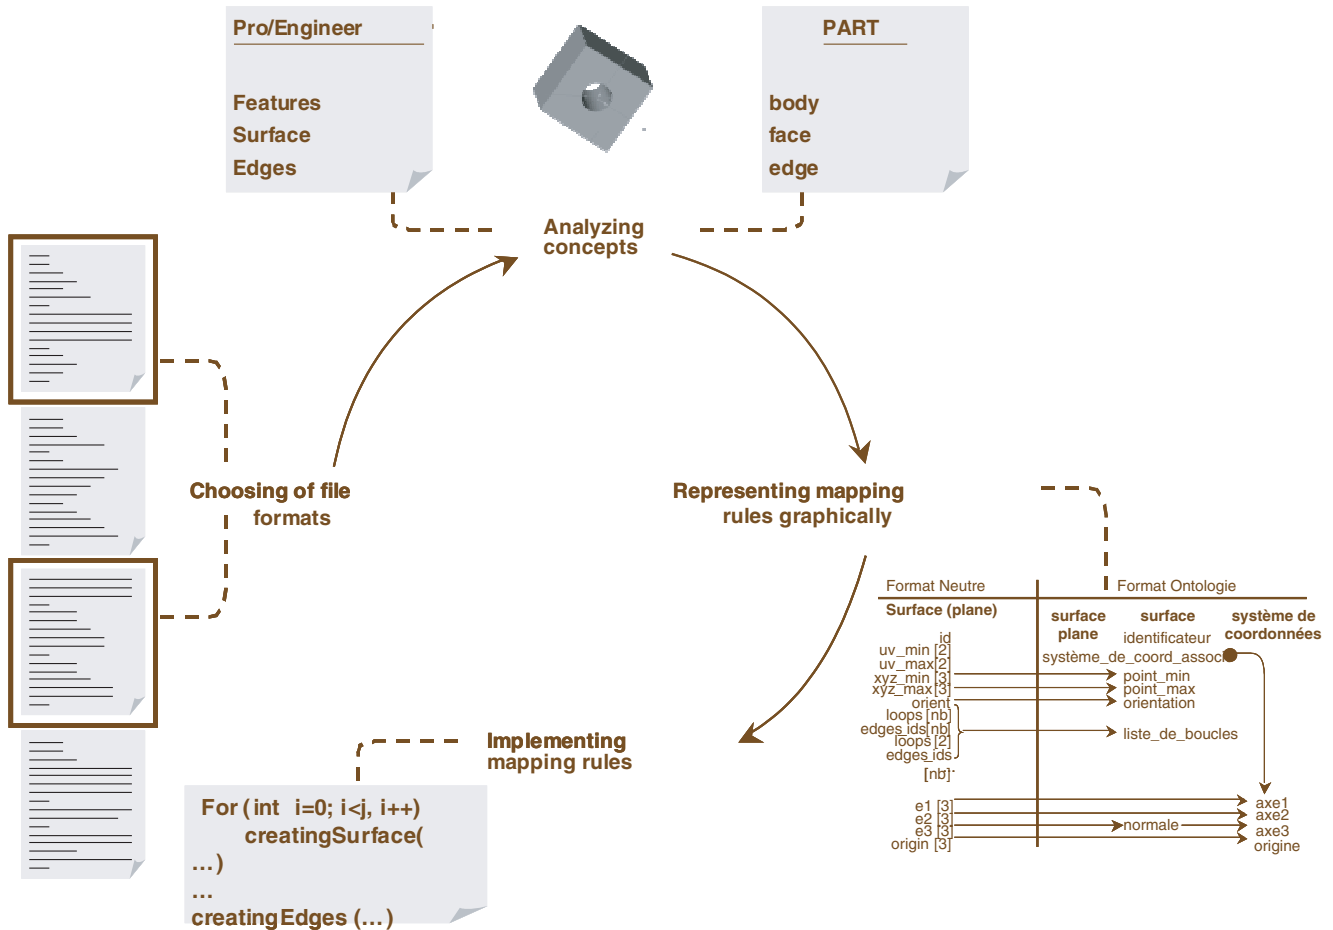 Pro/Engineer
Features
Surface
Edges
PART
body
face
edge
Analyzing
concepts
Choosing of file
formats
Representing mapping
rules graphically
Format Neutre
Format Ontologie
Surface (plane)
surface
plane
surface
système de
coordonnées
id
identificateur
uv_min [2]
système_de_coord_associ
uv_max[2]
xyz_min [3]
point_min
xyz_max[3]
point_max
orient
orientation
loops [nb]
edges_ids[nb]
liste_de_boucles
loops [2]
edges_ids
[nb]
e1 [3]
axe1
e2 [3]
axe2
e3 [3]
normale
axe3
origin [3]
origine
Implementing
mapping rules
For (int i=0; i<j, i++)
creatingSurface(
…)
…
creatingEdges (…)